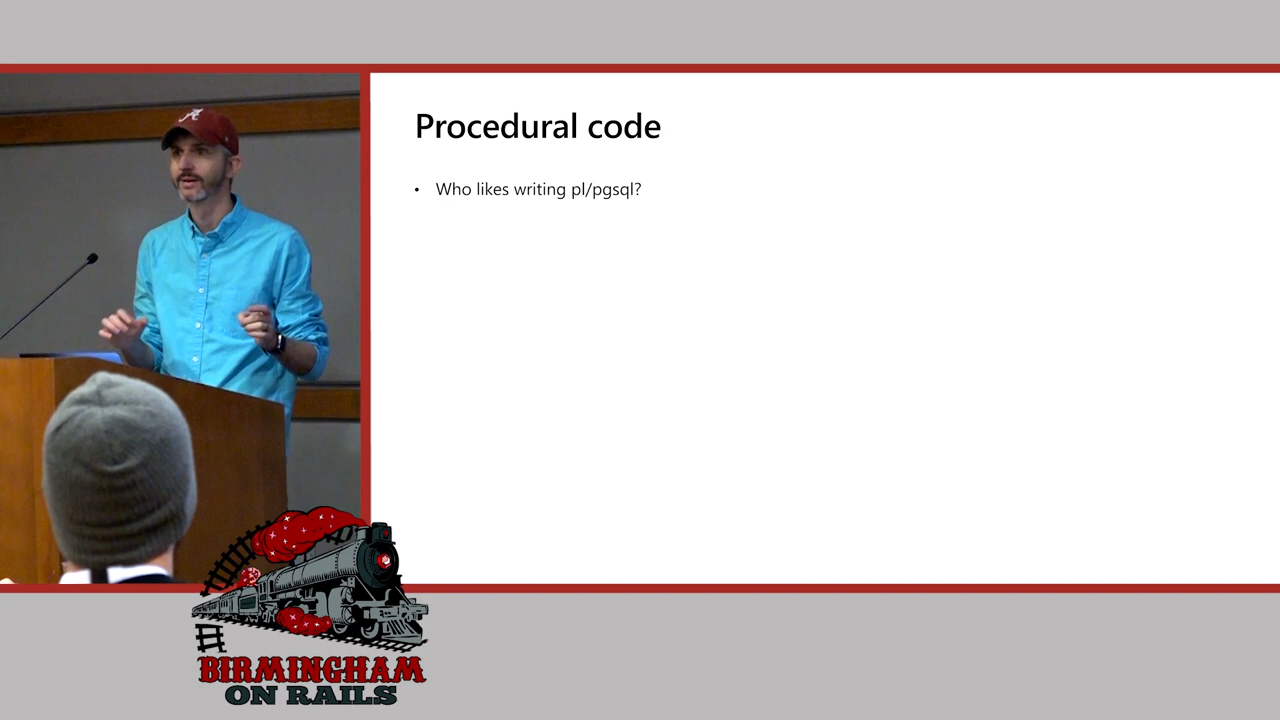 A
Procedural code
• Who likes writing pl/pgsql?
BIRMINGHAM
ON RAILS